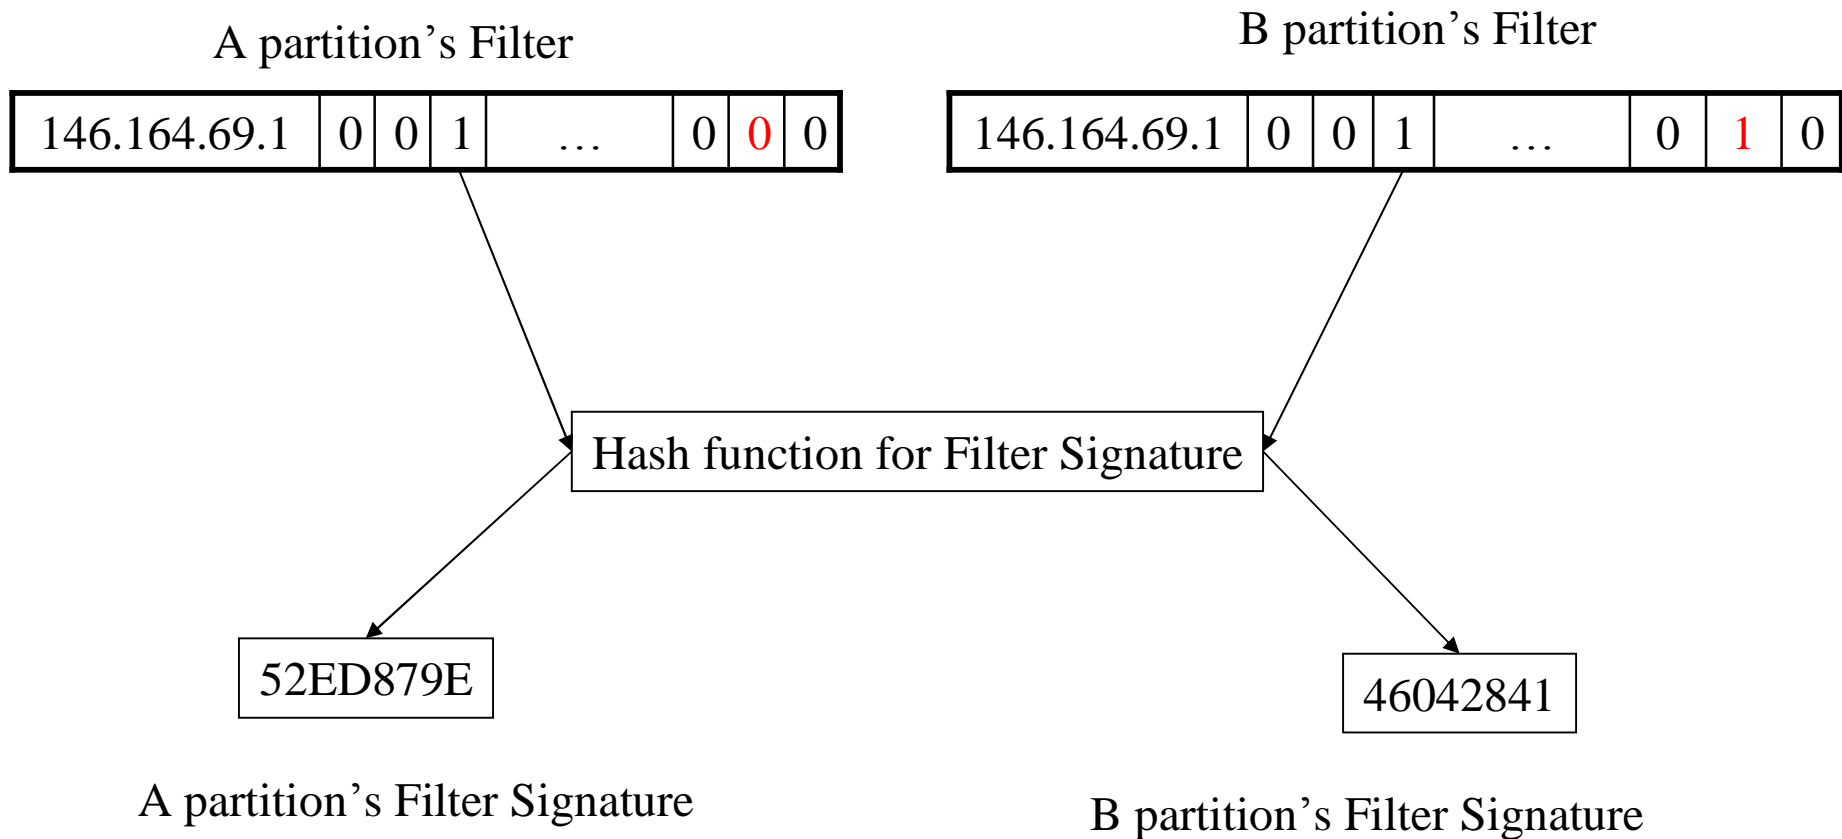 A partition’s Filter
B partition’s Filter
146.164.69.1 0 0 1 … 0 0 0
146.164.69.1 0 0 1 … 0 1 0
Hash function for Filter Signature
52ED879E
46042841
A partition’s Filter Signature
B partition’s Filter Signature